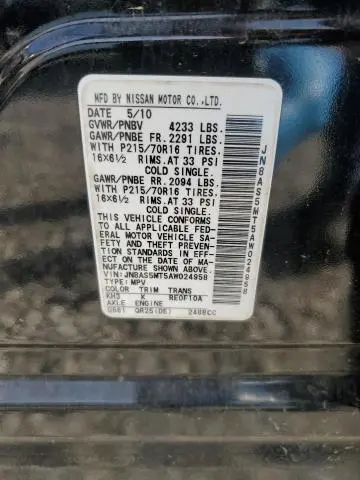 MFD BY NISSAN MOTOR CO.,LTD.
DATE 5/10
GVWR/PNBV 4233 LBS.
GAWR/PNBE FR. 2291 LBS.
WITH P215/70R16 TIRES.
16X6½ RIMS.AT 33 PSI
COLD SINGLE.
GAWR/PNBE RR. 2094 LBS.
WITH P215/70R16 TIRES.
16X6½ RIMS.AT 33 PSI
COLD SINGLE.
THIS VEHICLE CONFORMS
TO ALL APPLICABLE FED-
ERAL MOTOR VEHICLE SA-
FETY AND THEFT PREV-
ENTION STANDARDS IN EFF-
ECT ON THE DATE OF MA-
NUFACTURE SHOWN ABOVE.
VIN:JN8AS5MT5AW024958
TYPE:MPV
COLOR TRIM TRANS
KH3 K RE0F10A
AXLE ENGINE
QR25(DE) 2488CC
JN8AS5MT5AW024958